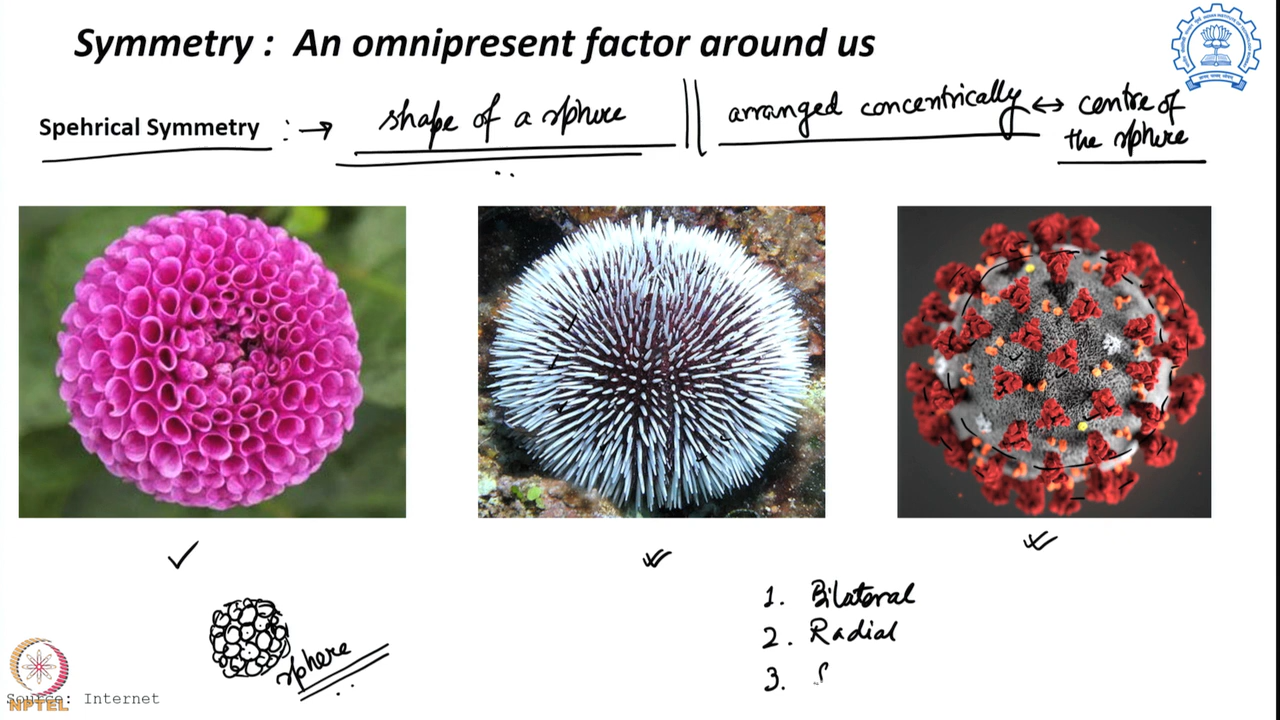 Symmetry : An omnipresent factor around us
Spehrical Symmetry : → shape of a sphere || arranged concentrically ↔ centre of
the sphere
sphere
1. Bilateral
2. Radial
3. S
Source: Internet
NPTEL